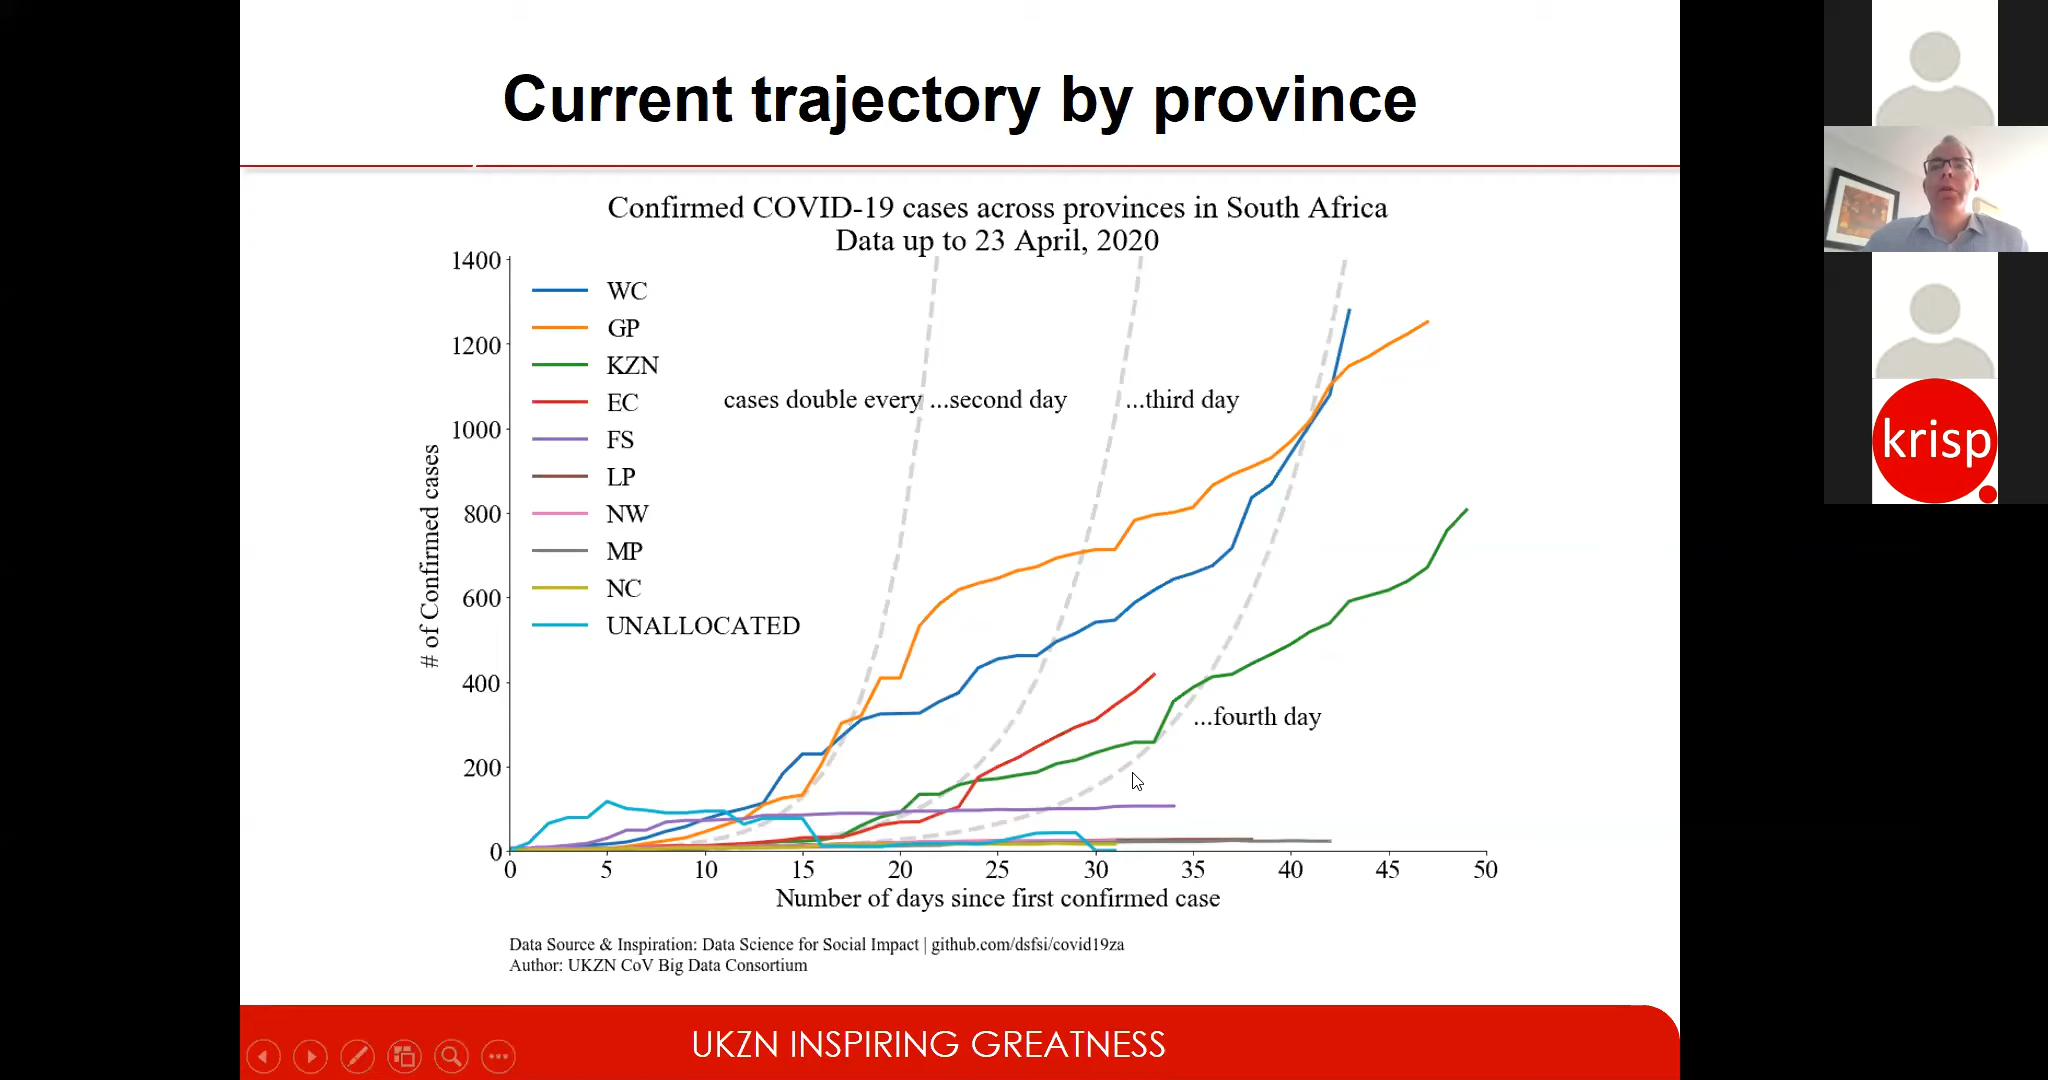 Current trajectory by province
Confirmed COVID-19 cases across provinces in South Africa
Data up to 23 April, 2020
1400
1200
1000
800
600
400
200
0
# of Confirmed cases
WC
GP
KZN
EC
FS
LP
NW
MP
NC
UNALLOCATED
cases double every ...second day
...third day
...fourth day
0 5 10 15 20 25 30 35 40 45 50
Number of days since first confirmed case
Data Source & Inspiration: Data Science for Social Impact | github.com/dsfsi/covid19za
Author: UKZN CoV Big Data Consortium
UKZN INSPIRING GREATNESS
krisp